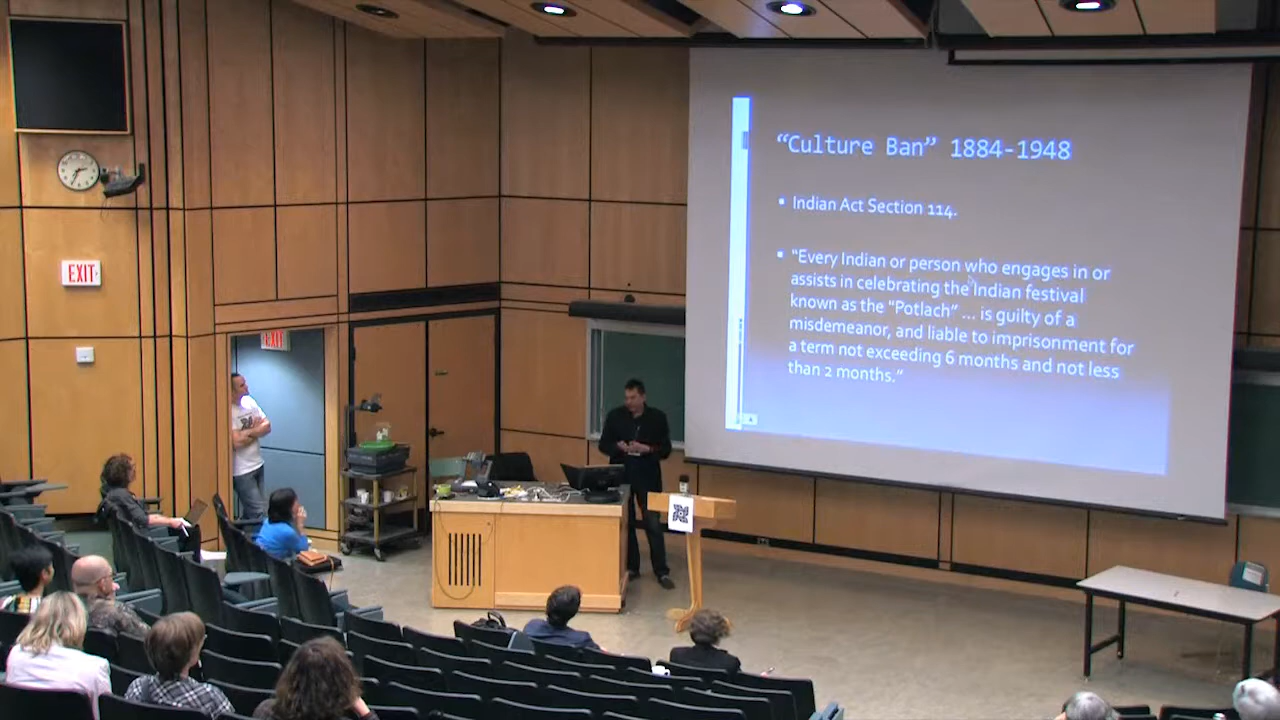 “Culture Ban” 1884-1948
▪ Indian Act Section 114.
▪ “Every Indian or person who engages in or
assists in celebrating the Indian festival
known as the “Potlach” ... is guilty of a
misdemeanor, and liable to imprisonment for
a term not exceeding 6 months and not less
than 2 months.”
EXIT
EXIT